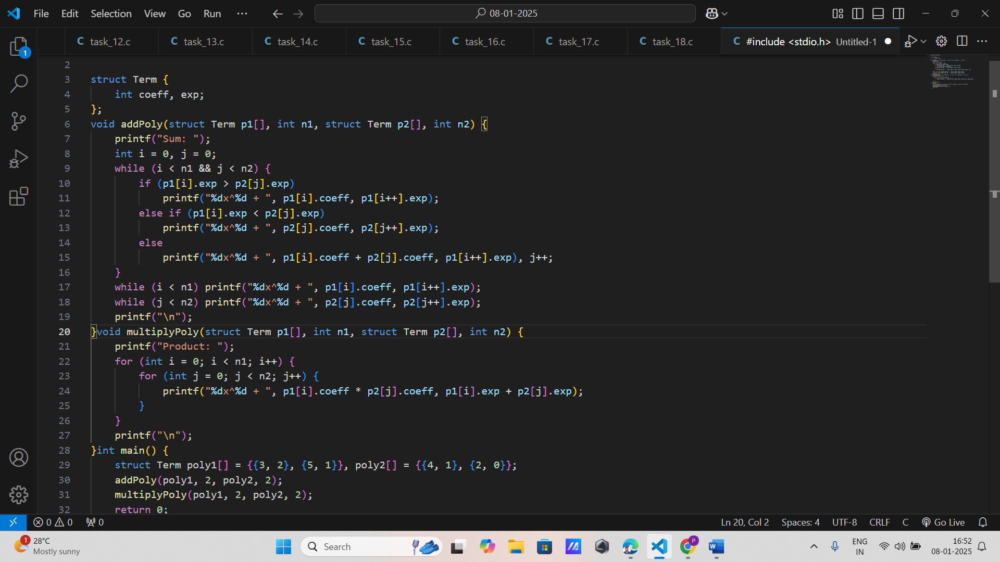 File Edit Selection View Go Run ··· 08-01-2025
task_12.c task_13.c task_14.c task_15.c task_16.c task_17.c task_18.c #include <stdio.h> Untitled-1
1
2
3 struct Term {
4     int coeff, exp;
5 };
6 void addPoly(struct Term p1[], int n1, struct Term p2[], int n2) {
7     printf("Sum: ");
8     int i = 0, j = 0;
9     while (i < n1 && j < n2) {
10         if (p1[i].exp > p2[j].exp)
11             printf("%dx^%d + ", p1[i].coeff, p1[i++].exp);
12         else if (p1[i].exp < p2[j].exp)
13             printf("%dx^%d + ", p2[j].coeff, p2[j++].exp);
14         else
15             printf("%dx^%d + ", p1[i].coeff + p2[j].coeff, p1[i++].exp), j++;
16     }
17     while (i < n1) printf("%dx^%d + ", p1[i].coeff, p1[i++].exp);
18     while (j < n2) printf("%dx^%d + ", p2[j].coeff, p2[j++].exp);
19     printf("\n");
20 }void multiplyPoly(struct Term p1[], int n1, struct Term p2[], int n2) {
21     printf("Product: ");
22     for (int i = 0; i < n1; i++) {
23         for (int j = 0; j < n2; j++) {
24             printf("%dx^%d + ", p1[i].coeff * p2[j].coeff, p1[i].exp + p2[j].exp);
25         }
26     }
27     printf("\n");
28 }int main() {
29     struct Term poly1[] = {{3, 2}, {5, 1}}, poly2[] = {{4, 1}, {2, 0}};
30     addPoly(poly1, 2, poly2, 2);
31     multiplyPoly(poly1, 2, poly2, 2);
32     return 0;
0 0 0 Ln 20, Col 2 Spaces: 4 UTF-8 CRLF C Go Live
1 28°C Search P ENG 16:52
Mostly sunny IN 08-01-2025